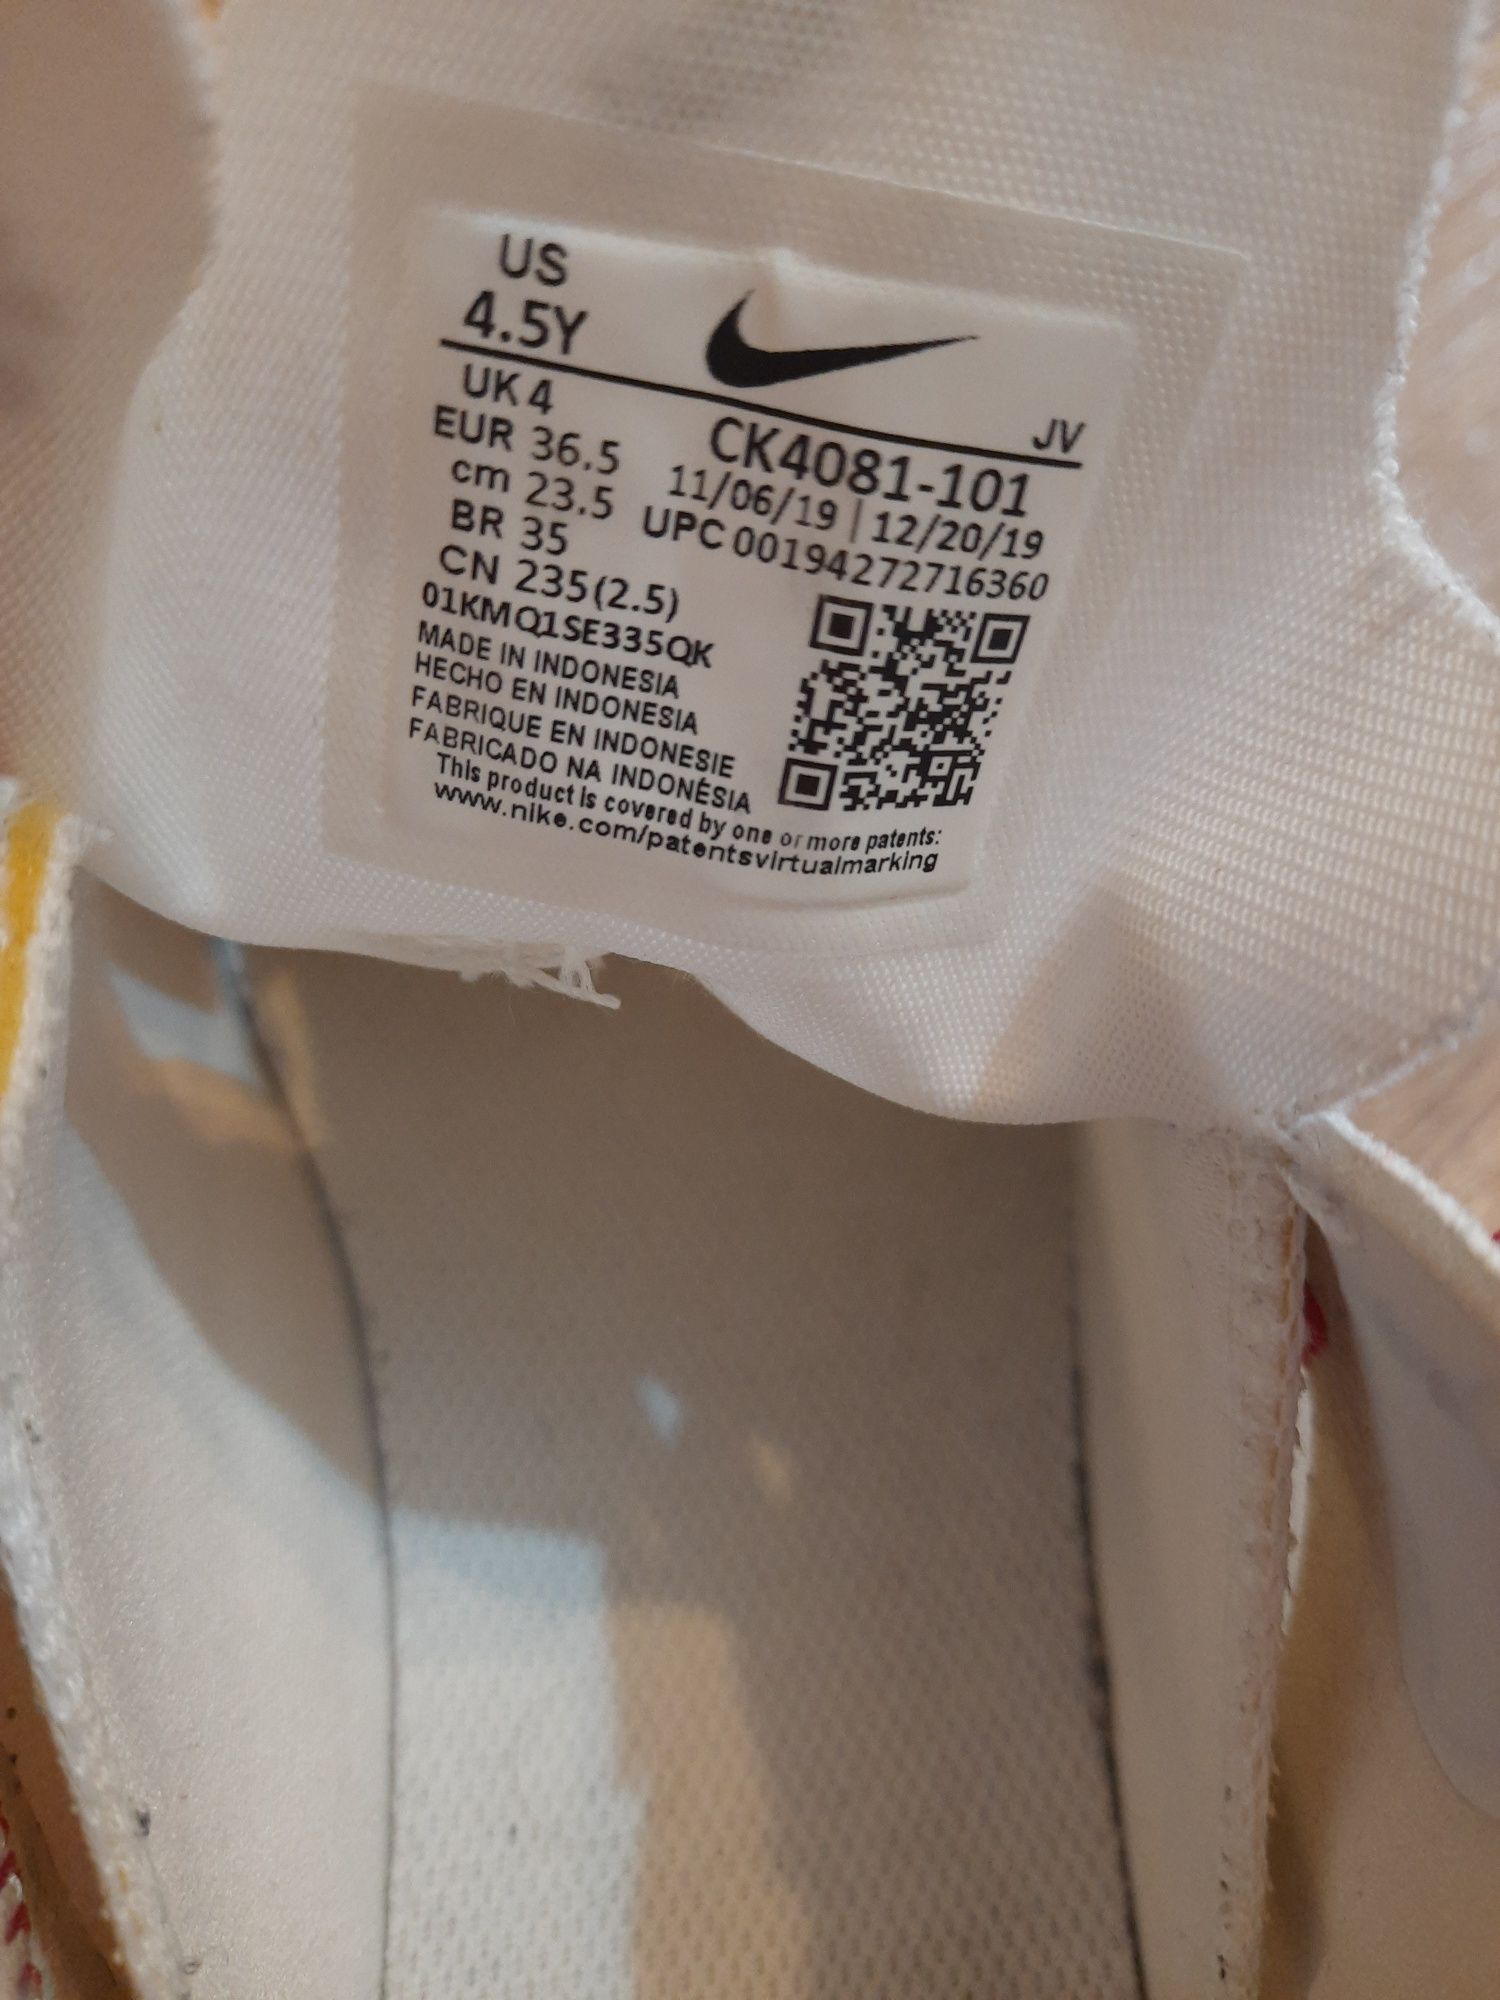 US
4.5Y
JV
UK 4
EUR 36.5
cm 23.5
BR 35
CN 235(2.5)
CK4081-101
11/06/19 | 12/20/19
UPC 00194272716360
01KMQ1SE335QK
MADE IN INDONESIA
HECHO EN INDONESIA
FABRIQUE EN INDONESIE
FABRICADO NA INDONÉSIA
This product is covered by one or more patents:
www.nike.com/patentsvirtualmarking